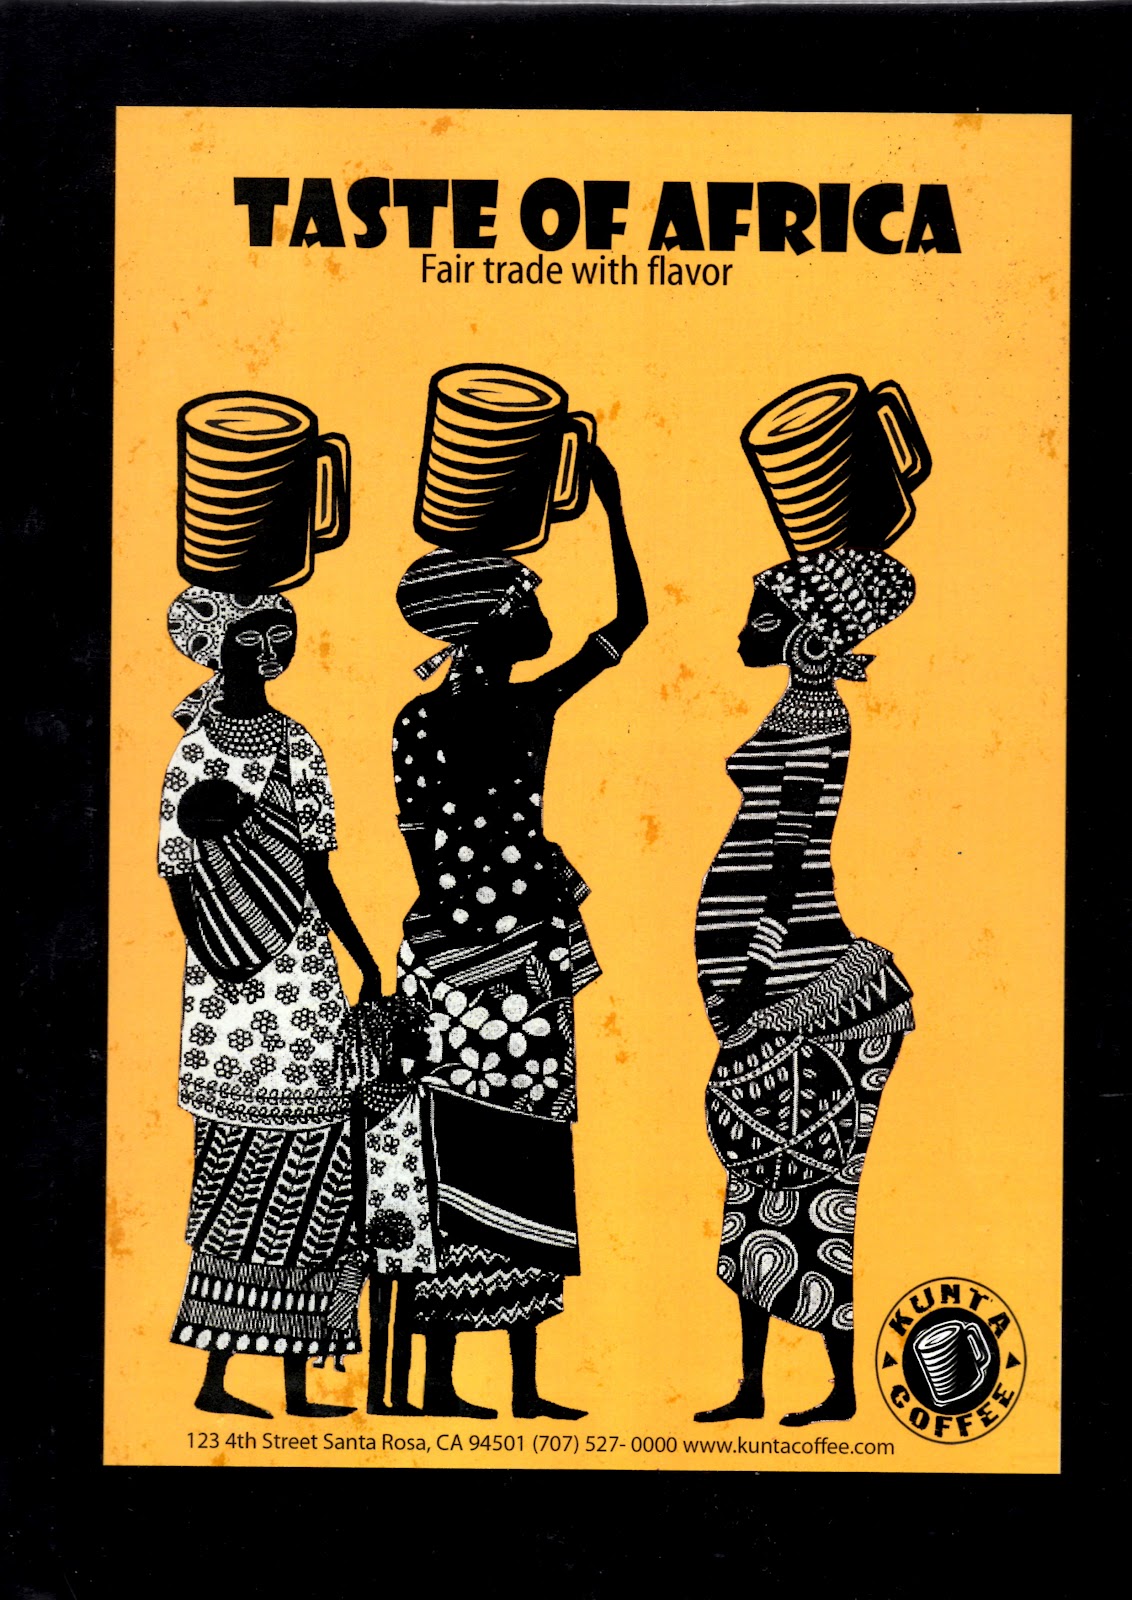 TASTE OF AFRICA
Fair trade with flavor
KUNTA
COFFEE
123 4th Street Santa Rosa, CA 94501 (707) 527- 0000 www.kuntacoffee.com